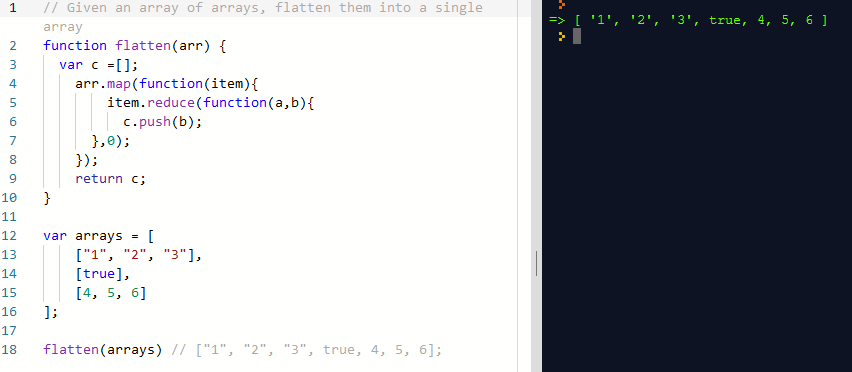 1 // Given an array of arrays, flatten them into a single
array
2 function flatten(arr) {
3 var c =[];
4 arr.map(function(item){
5 item.reduce(function(a,b){
6 c.push(b);
7 },0);
8 });
9 return c;
10 }
11
12 var arrays = [
13 ["1", "2", "3"],
14 [true],
15 [4, 5, 6]
16 ];
17
18 flatten(arrays) // ["1", "2", "3", true, 4, 5, 6];
=> [ '1', '2', '3', true, 4, 5, 6 ]